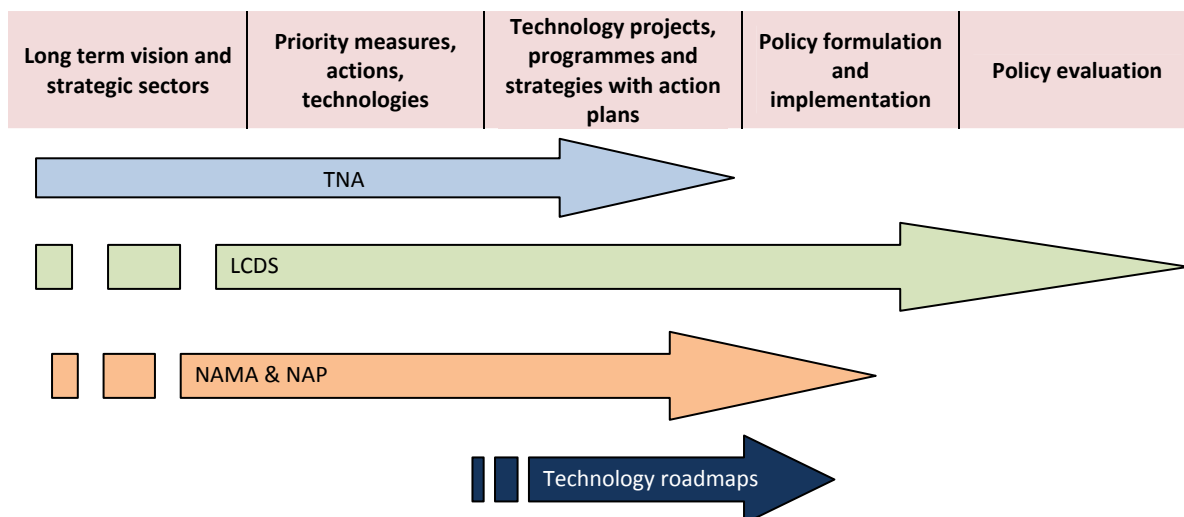 Long term vision and
strategic sectors
Priority measures,
actions,
technologies
Technology projects,
programmes and
strategies with action
plans
Policy formulation
and
implementation
Policy evaluation
TNA
LCDS
NAMA & NAP
Technology roadmaps